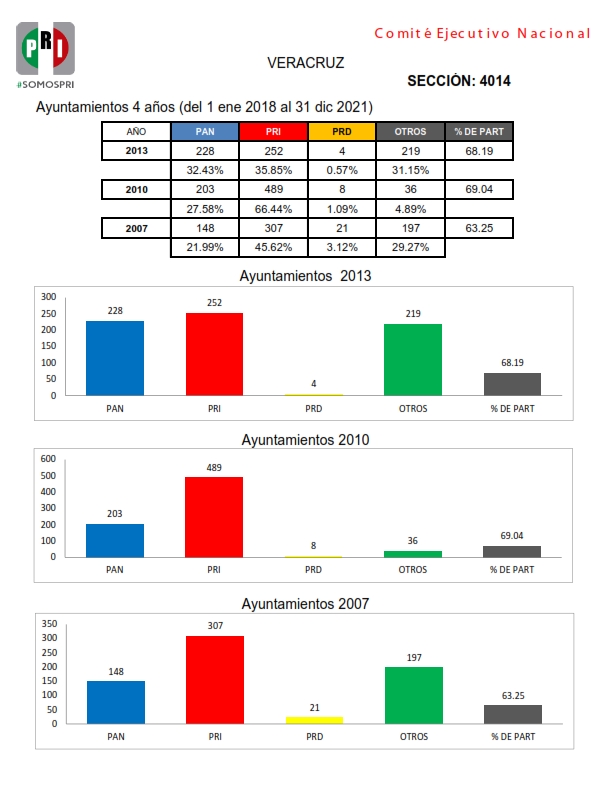 Comité Ejecutivo Nacional
PRI
#SOMOSPRI
VERACRUZ
SECCIÓN: 4014
Ayuntamientos 4 años (del 1 ene 2018 al 31 dic 2021)
AÑO PAN PRI PRD OTROS % DE PART
2013 228 252 4 219 68.19
32.43% 35.85% 0.57% 31.15%
2010 203 489 8 36 69.04
27.58% 66.44% 1.09% 4.89%
2007 148 307 21 197 63.25
21.99% 45.62% 3.12% 29.27%
Ayuntamientos 2013
300
250
200
150
100
50
0
228 252 4 219 68.19
PAN PRI PRD OTROS % DE PART
Ayuntamientos 2010
600
500
400
300
200
100
0
203 489 8 36 69.04
PAN PRI PRD OTROS % DE PART
Ayuntamientos 2007
350
300
250
200
150
100
50
0
148 307 21 197 63.25
PAN PRI PRD OTROS % DE PART